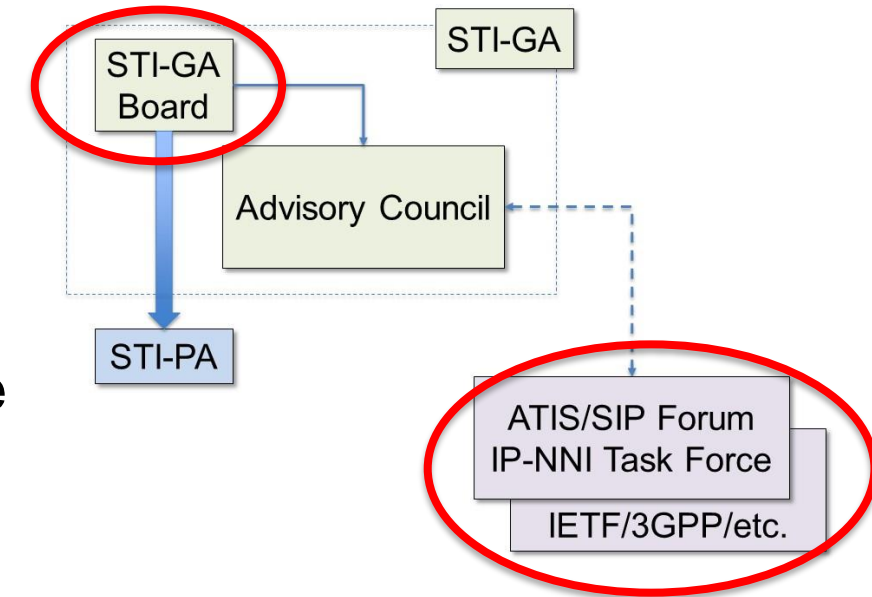 STI-GA
STI-GA
Board
Advisory Council
STI-PA
e
ATIS/SIP Forum
IP-NNI Task Force
IETF/3GPP/etc.